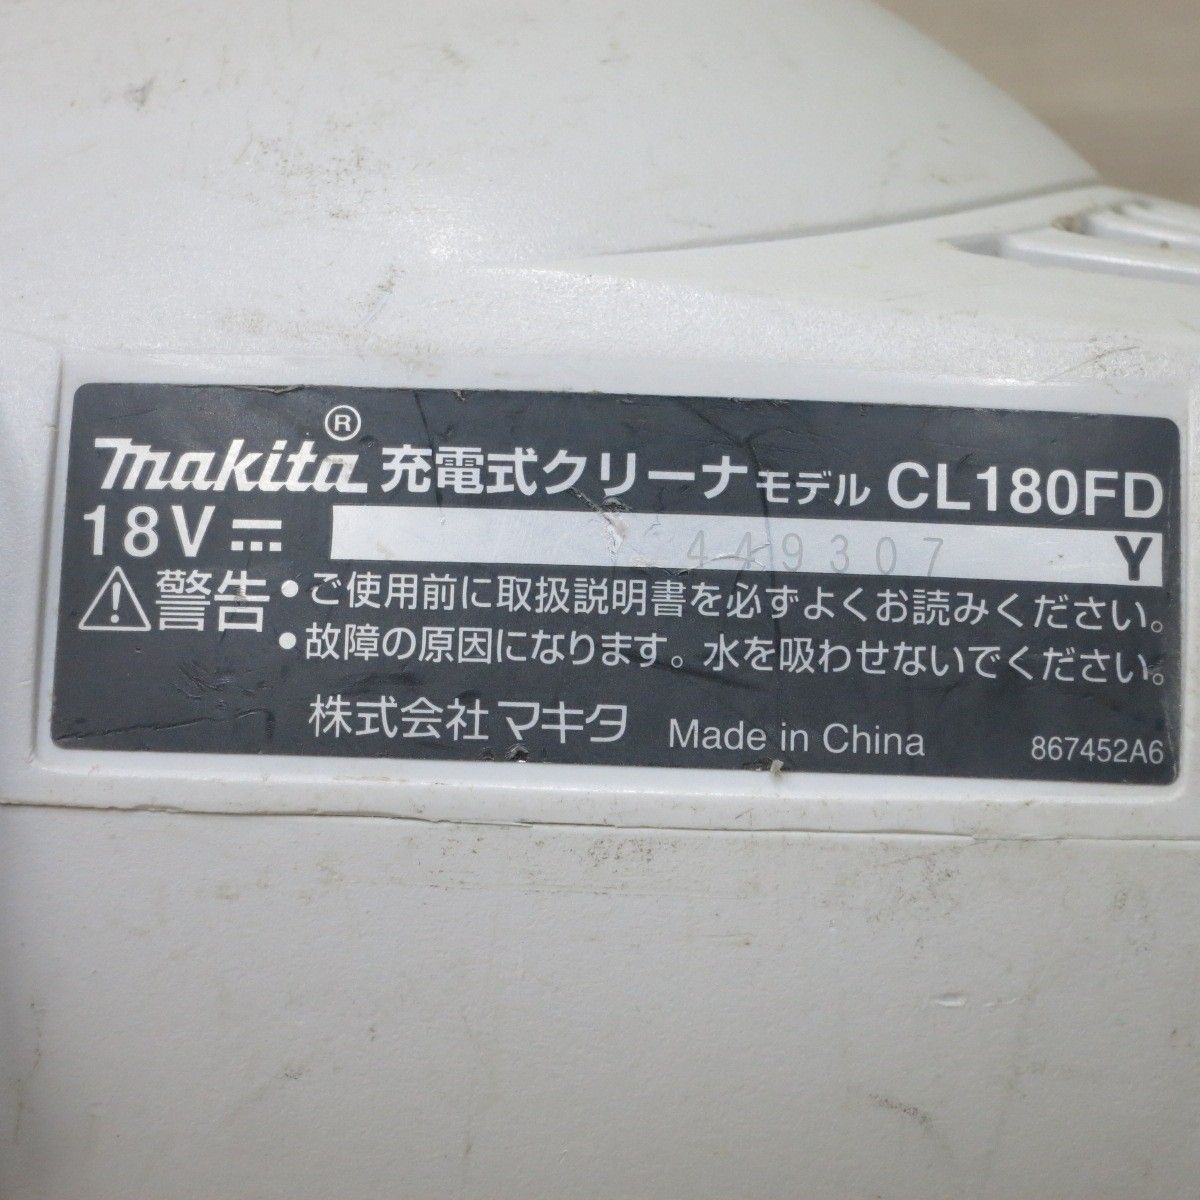 makita® 充電式クリーナ モデル CL180FD
18V ⎓ 449307 Y
⚠警告 •ご使用前に取扱説明書を必ずよくお読みください。
•故障の原因になります。水を吸わせないでください。
株式会社マキタ Made in China 867452A6